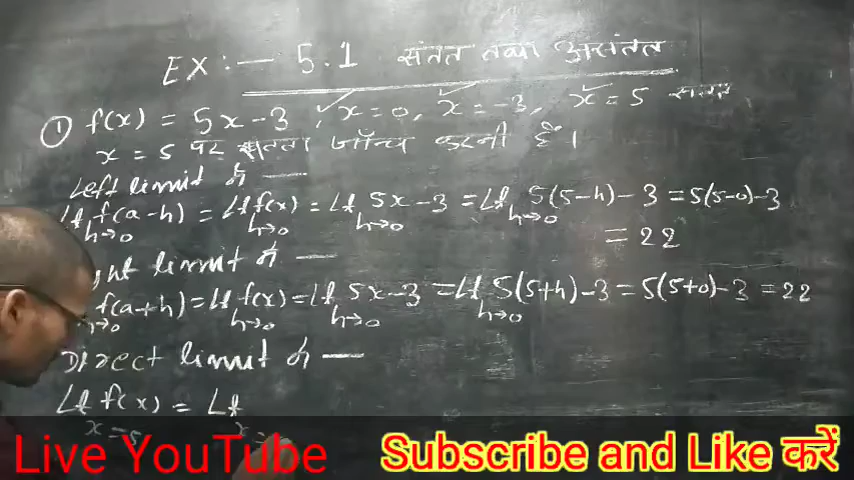 EX:— 5.1 संतत तथा असंतत
① f(x) = 5x-3, x=0, x=-3, x=5
x=5 पर जाँच करनी है।
Left limit से —
Lt h→0 f(a-h) = Lt h→0 f(x) = Lt h→0 5x-3 = Lt h→0 5(5-h)-3 = 5(5-0)-3
= 22
ght limit से —
f(a+h) = Lt h→0 f(x) = Lt h→0 5x-3 = Lt h→0 5(5+h)-3 = 5(5+0)-3 = 22
Direct limit से —
Lt x=5 f(x) = Lt x=
Live YouTube Subscribe and Like करें